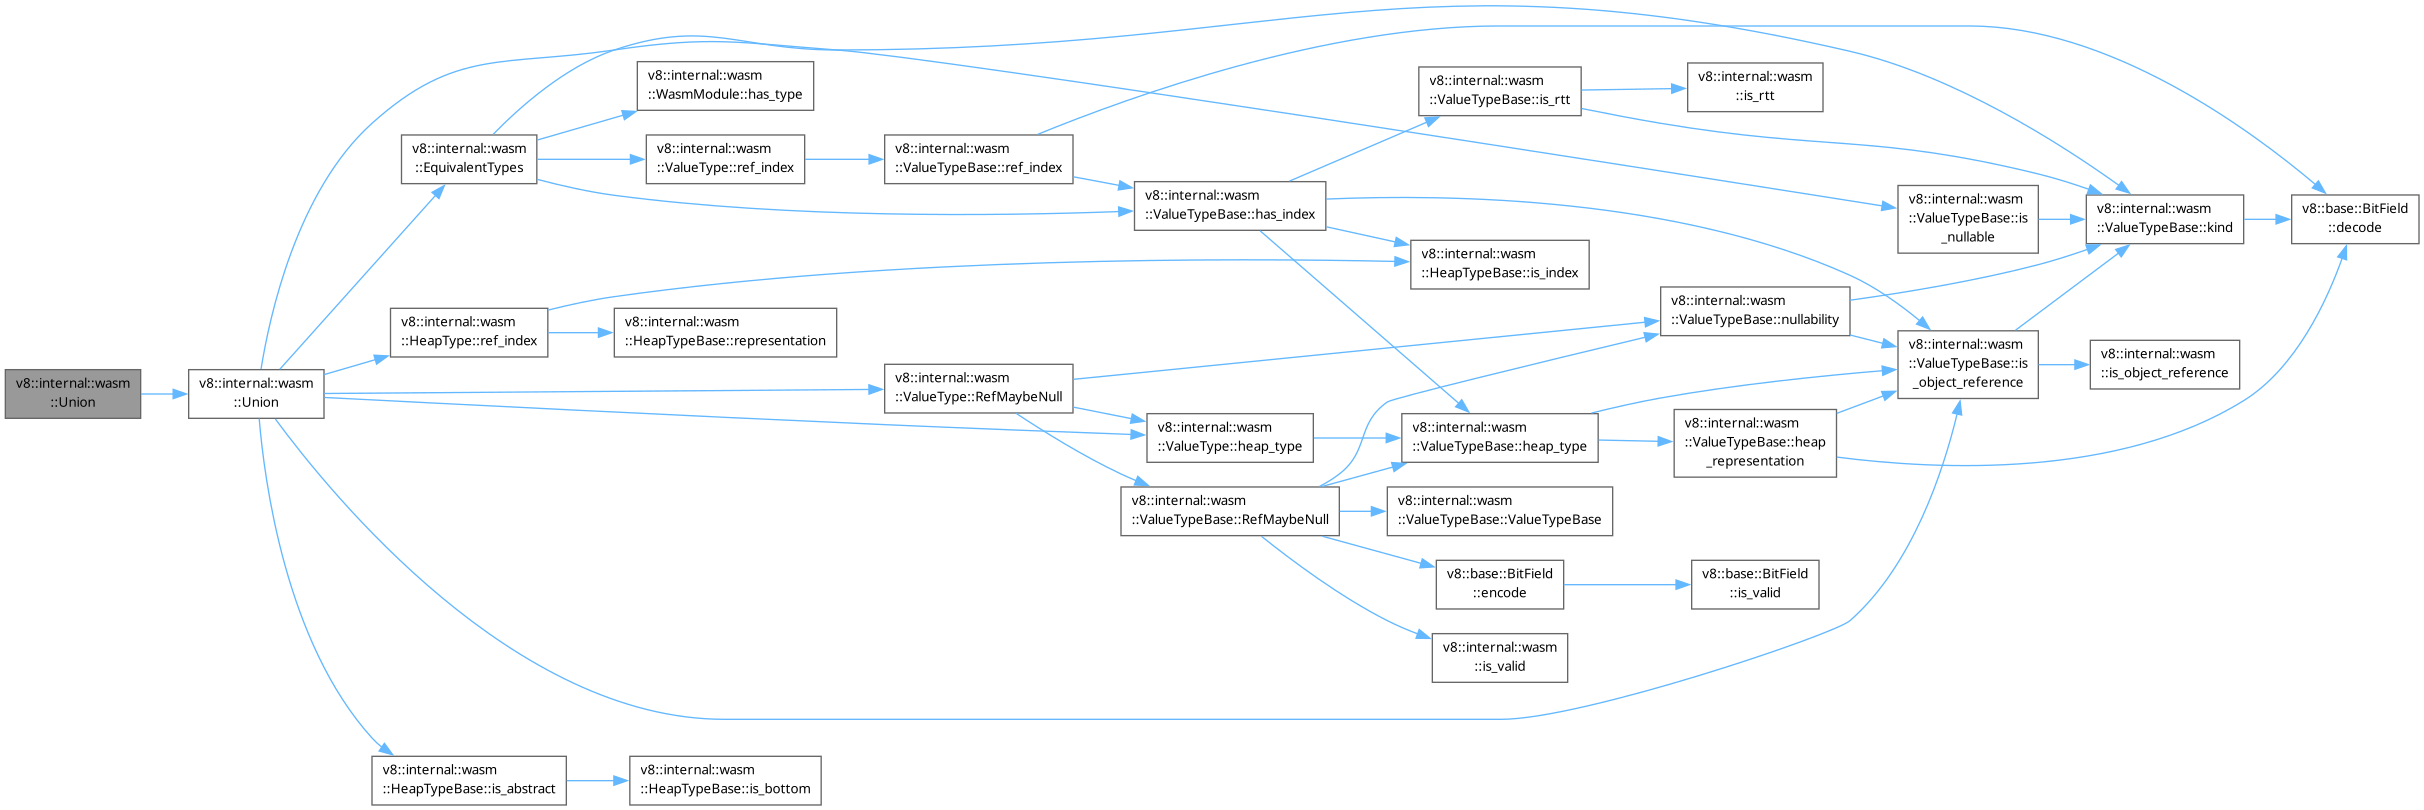 v8::internal::wasm
::Union
v8::internal::wasm
::Union
v8::internal::wasm
::EquivalentTypes
v8::internal::wasm
::HeapType::ref_index
v8::internal::wasm
::HeapTypeBase::is_abstract
v8::internal::wasm
::WasmModule::has_type
v8::internal::wasm
::ValueType::ref_index
v8::internal::wasm
::HeapTypeBase::representation
v8::internal::wasm
::HeapTypeBase::is_bottom
v8::internal::wasm
::ValueTypeBase::ref_index
v8::internal::wasm
::ValueType::RefMaybeNull
v8::internal::wasm
::ValueTypeBase::has_index
v8::internal::wasm
::ValueType::heap_type
v8::internal::wasm
::ValueTypeBase::RefMaybeNull
v8::internal::wasm
::ValueTypeBase::is_rtt
v8::internal::wasm
::HeapTypeBase::is_index
v8::internal::wasm
::ValueTypeBase::heap_type
v8::internal::wasm
::ValueTypeBase::ValueTypeBase
v8::base::BitField
::encode
v8::internal::wasm
::is_valid
v8::internal::wasm
::is_rtt
v8::internal::wasm
::ValueTypeBase::nullability
v8::internal::wasm
::ValueTypeBase::heap
_representation
v8::base::BitField
::is_valid
v8::internal::wasm
::ValueTypeBase::is
_nullable
v8::internal::wasm
::ValueTypeBase::is
_object_reference
v8::internal::wasm
::ValueTypeBase::kind
v8::internal::wasm
::is_object_reference
v8::base::BitField
::decode